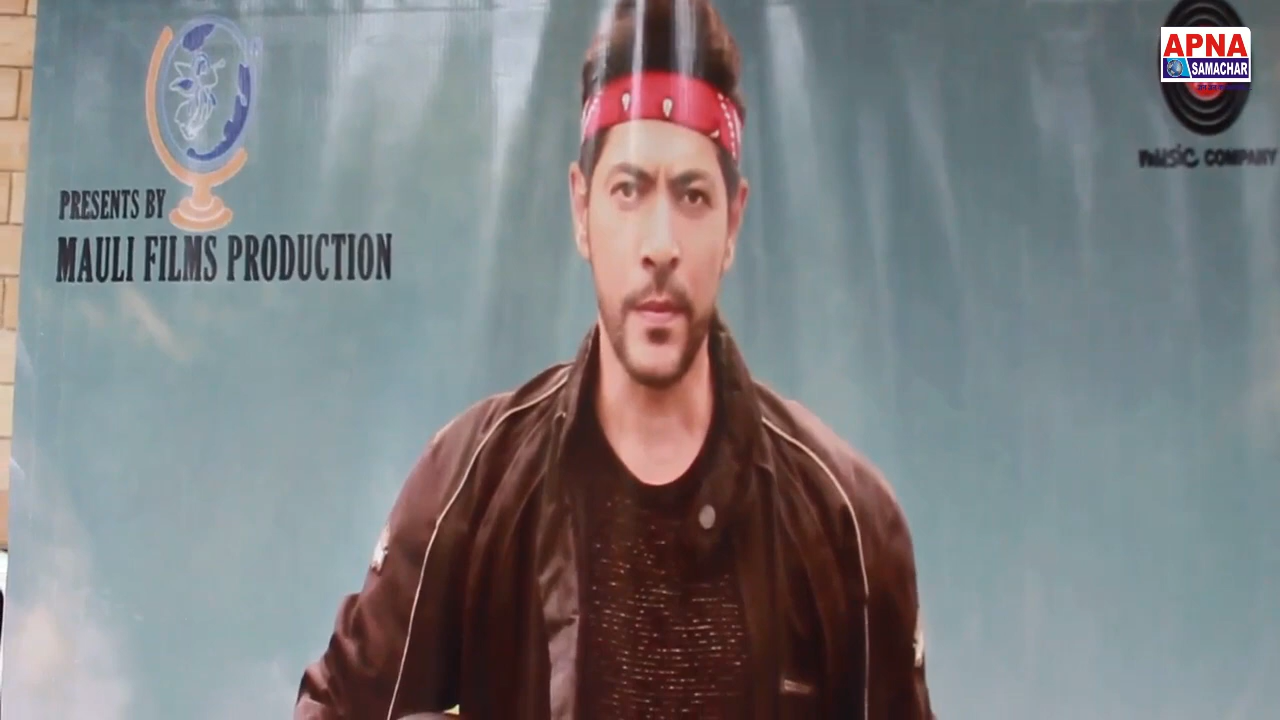 PRESENTS BY
MAULI FILMS PRODUCTION
APNA
SAMACHAR
MUSIC COMPANY